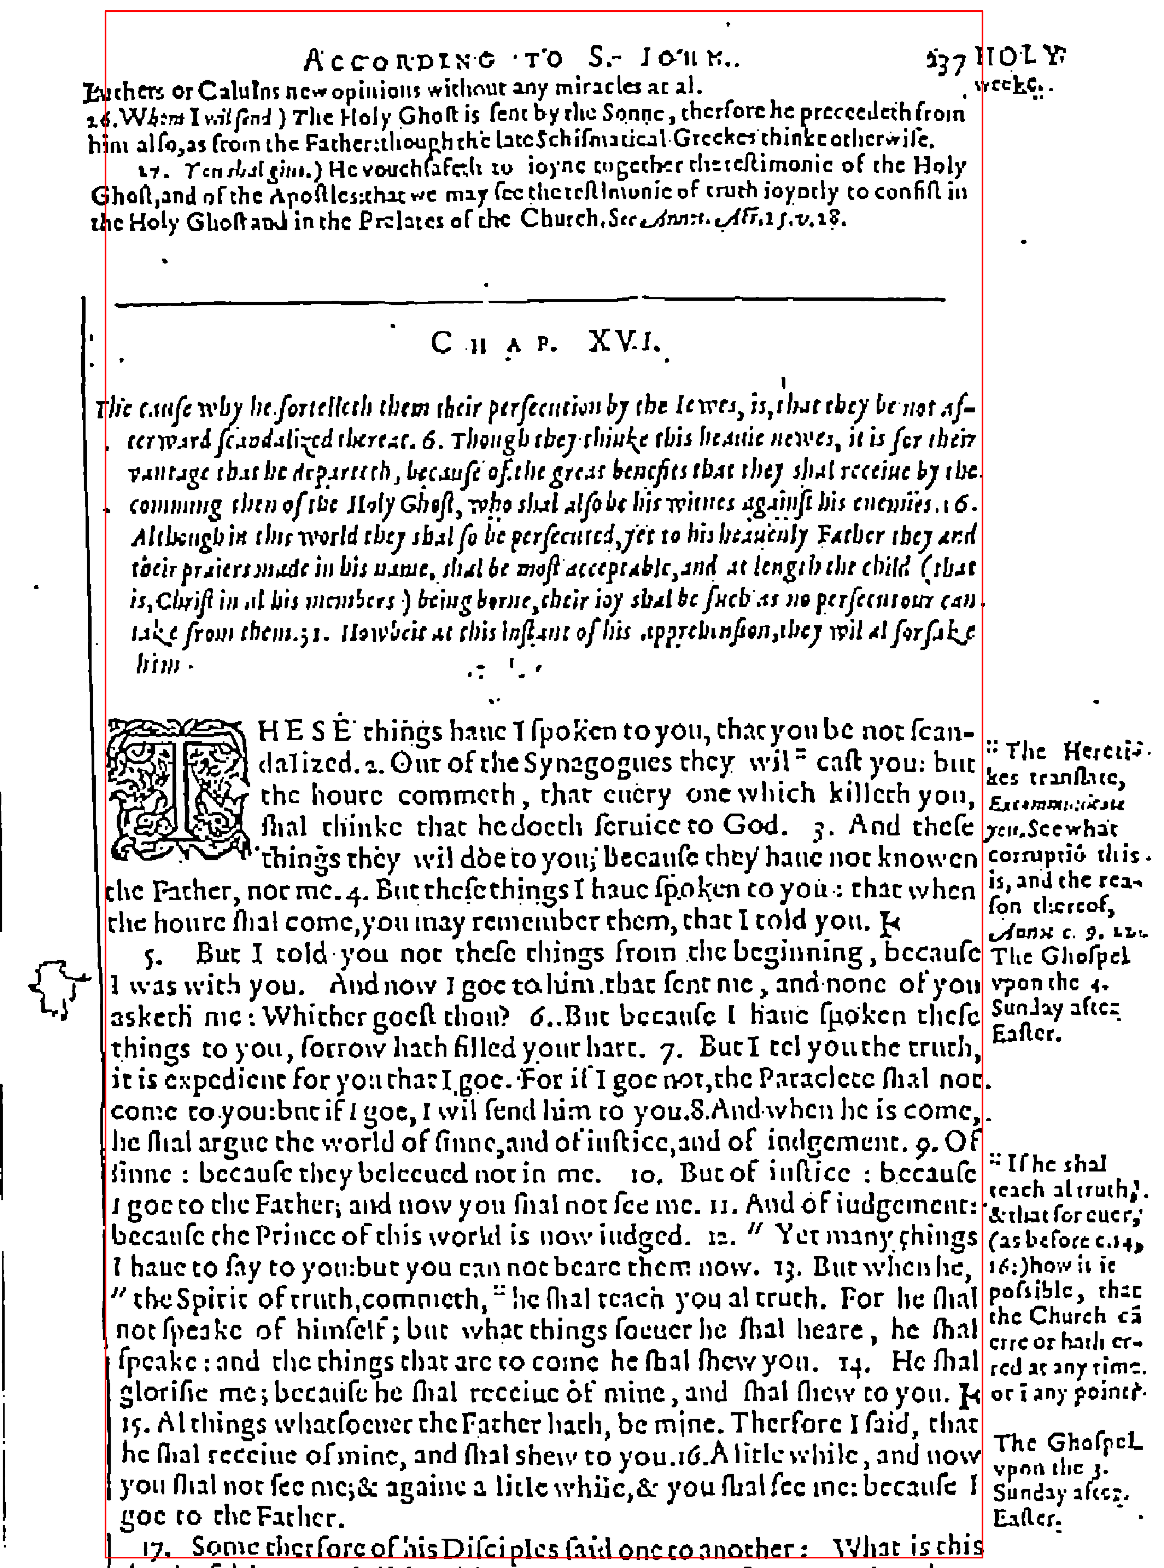 ACCORDING TO S. IOHN. 237 HOLY
weeke.
Luthers or Caluins new opinions without any miracles at al.
26. Whom I wil send ) The Holy Ghost is sent by the Sonne, therfore he proceedeth from
him also, as from the Father: though the late Schismatical Greekes thinke otherwise.
17. You shal giue.) He vouchsafeth to ioyne together the testimonie of the Holy
Ghost, and of the Apostles: that we may see the testimonie of truth ioyntly to consist in
the Holy Ghost and in the Prelates of the Church. See Annot. Act. 15. v. 28.
CHAP. XVI.
The cause why he fortelleth them their persecution by the Iewes, is, that they be not af-
terward scandalized thereat. 6. Though they thinke this heauie newes, it is for their
vantage that he departeth, because of the great benefits that they shal receiue by the
comming then of the Holy Ghost, who shal also be his witnes against his enemies. 16.
Although in this world they shal so be persecuted, yet to his heauenly Father they and
their praiers made in his name, shal be most acceptable, and at length the child (that
is, Christ in al his members ) being borne, their ioy shal be such as no persecutour can
take from them. 31. Howbeit at this instant of his apprehension, they wil al forsake
him.
THESE things haue I spoken to you, that you be not scan-
dalized. 2. Out of the Synagogues they wil :: cast you: but
the houre commeth, that euery one which killeth you,
shal thinke that he doeth seruice to God. 3. And these
things they wil doe to you; because they haue not knowen
the Father, nor me. 4. But these things I haue spoken to you: that when
the houre shal come, you may remember them, that I told you.
5. But I told you not these things from the beginning, because
I was with you. And now I goe to him that sent me, and none of you
asketh me: Whither goest thou? 6. But because I haue spoken these
things to you, sorrow hath filled your hart. 7. But I tel you the truth,
it is expedient for you that I goe. For if I goe not, the Paraclete shal not
come to you: but if I goe, I wil send him to you. 8. And when he is come,
he shal argue the world of sinne, and of iustice, and of iudgement. 9. Of
sinne : because they beleeued not in me. 10. But of iustice : because
I goe to the Father; and now you shal not see me. 11. And of iudgement:
because the Prince of this world is now iudged. 12. " Yet many things
I haue to say to you: but you can not beare them now. 13. But when he,
" the Spirit of truth, commeth, :: he shal teach you al truth. For he shal
not speake of himself; but what things soeuer he shal heare, he shal
speake: and the things that are to come he shal shew you. 14. He shal
glorifie me; because he shal receiue of mine, and shal shew to you.
15. Al things whatsoeuer the Father hath, be mine. Therfore I said, that
he shal receiue of mine, and shal shew to you. 16. A litle while, and now
you shal not see me; & againe a litle while, & you shal see me: because I
goe to the Father.
17. Some therfore of his Disciples said one to another: What is this
:: The Hereti-
kes translate,
Excommunicate
you. See what
corruptiō this
is, and the rea-
son thereof,
Annot c. 9. 22.
The Ghospel
vpon the 4.
Sunday after
Easter.
:: If he shal
teach al truth,
& that for euer,
(as before c. 14,
16:) how is it
possible, that
the Church cā
erre or hath er-
red at any time.
or ī any point?
The Ghospel
vpon the 3.
Sunday after
Easter.